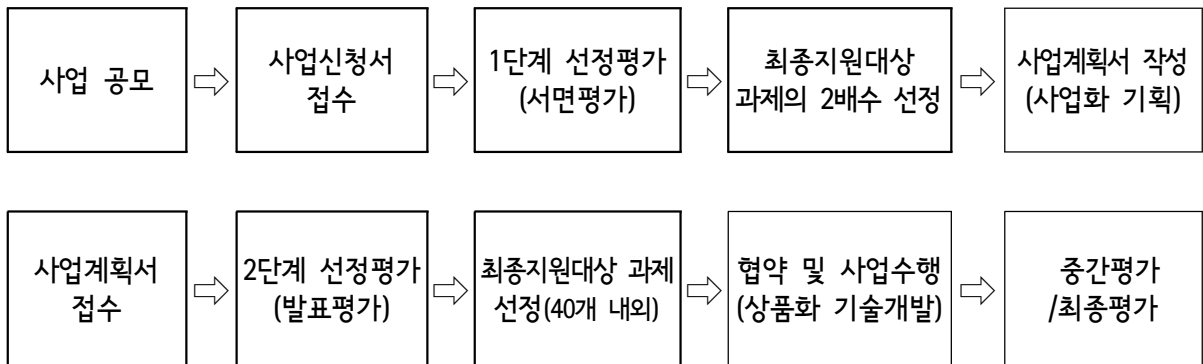 사업 공모
사업신청서
접수
1단계 선정평가
(서면평가)
최종지원대상
과제의 2배수 선정
사업계획서 작성
(사업화 기획)
사업계획서
접수
2단계 선정평가
(발표평가)
최종지원대상 과제
선정(40개 내외)
협약 및 사업수행
(상품화 기술개발)
중간평가
/최종평가